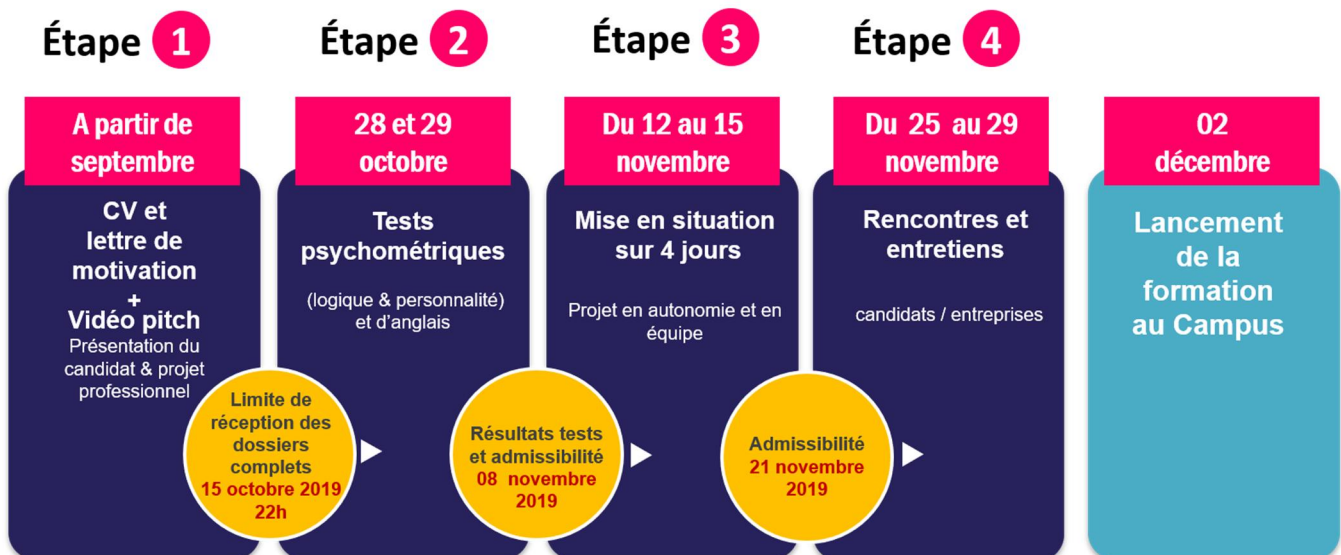 Étape 1
Étape 2
Étape 3
Étape 4
A partir de
septembre
CV et
lettre de
motivation
+
Vidéo pitch
Présentation du
candidat & projet
professionnel
Limite de
réception des
dossiers
complets
15 octobre 2019
22h
28 et 29
octobre
Tests
psychométriques
(logique & personnalité)
et d'anglais
Résultats tests
et admissibilité
08 novembre
2019
Du 12 au 15
novembre
Mise en situation
sur 4 jours
Projet en autonomie et en
équipe
Admissibilité
21 novembre
2019
Du 25 au 29
novembre
Rencontres et
entretiens
candidats / entreprises
02
décembre
Lancement
de la
formation
au Campus